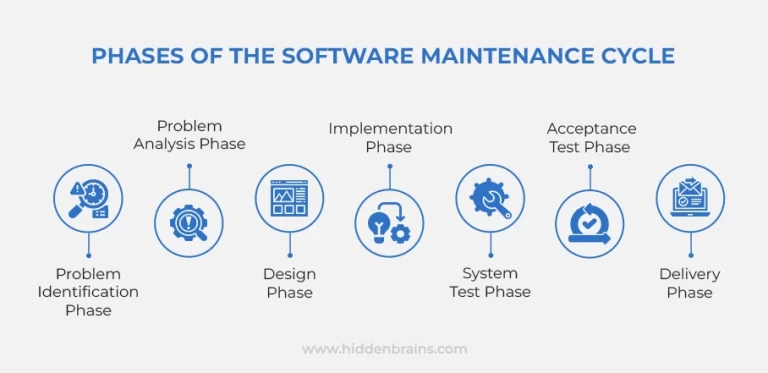 PHASES OF THE SOFTWARE MAINTENANCE CYCLE
Problem
Identification
Phase
Problem
Analysis Phase
Design
Phase
Implementation
Phase
System
Test Phase
Acceptance
Test Phase
Delivery
Phase
www.hiddenbrains.com